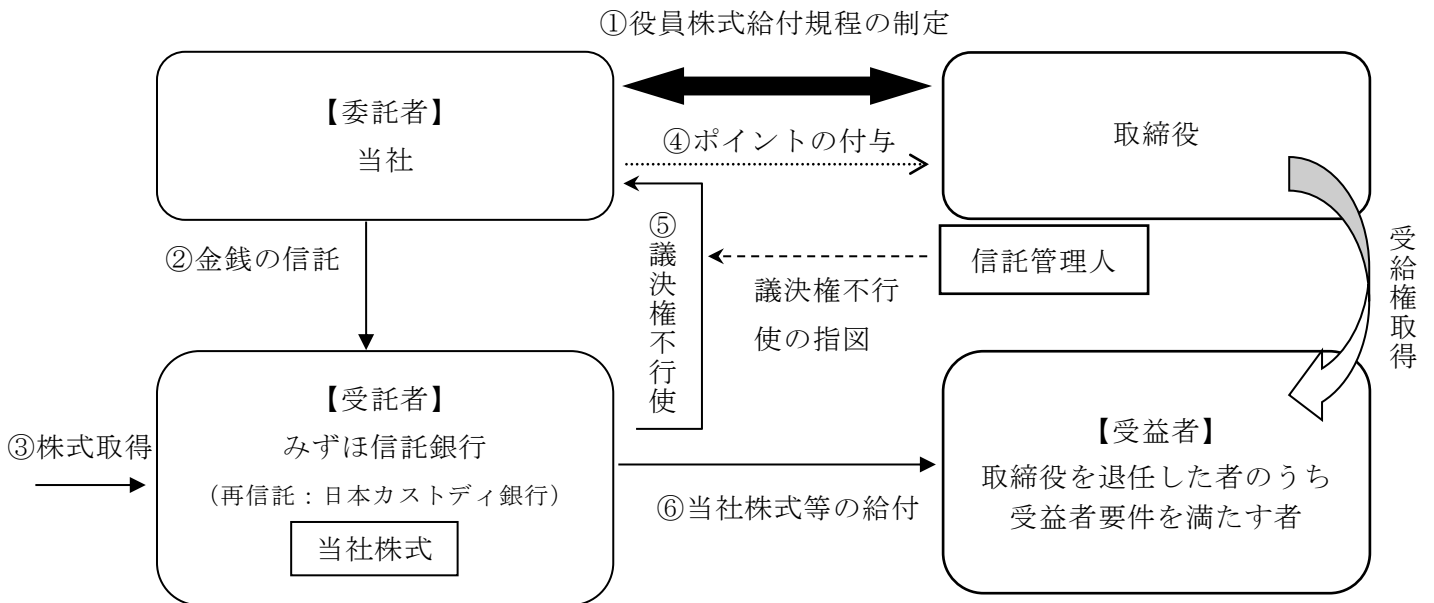 ①役員株式給付規程の制定
【委託者】
当社
④ポイントの付与
取締役
②金銭の信託
⑤議決権不行使
議決権不行
使の指図
信託管理人
受給権取得
③株式取得
【受託者】
みずほ信託銀行
（再信託：日本カストディ銀行）
当社株式
⑥当社株式等の給付
【受益者】
取締役を退任した者のうち
受益者要件を満たす者